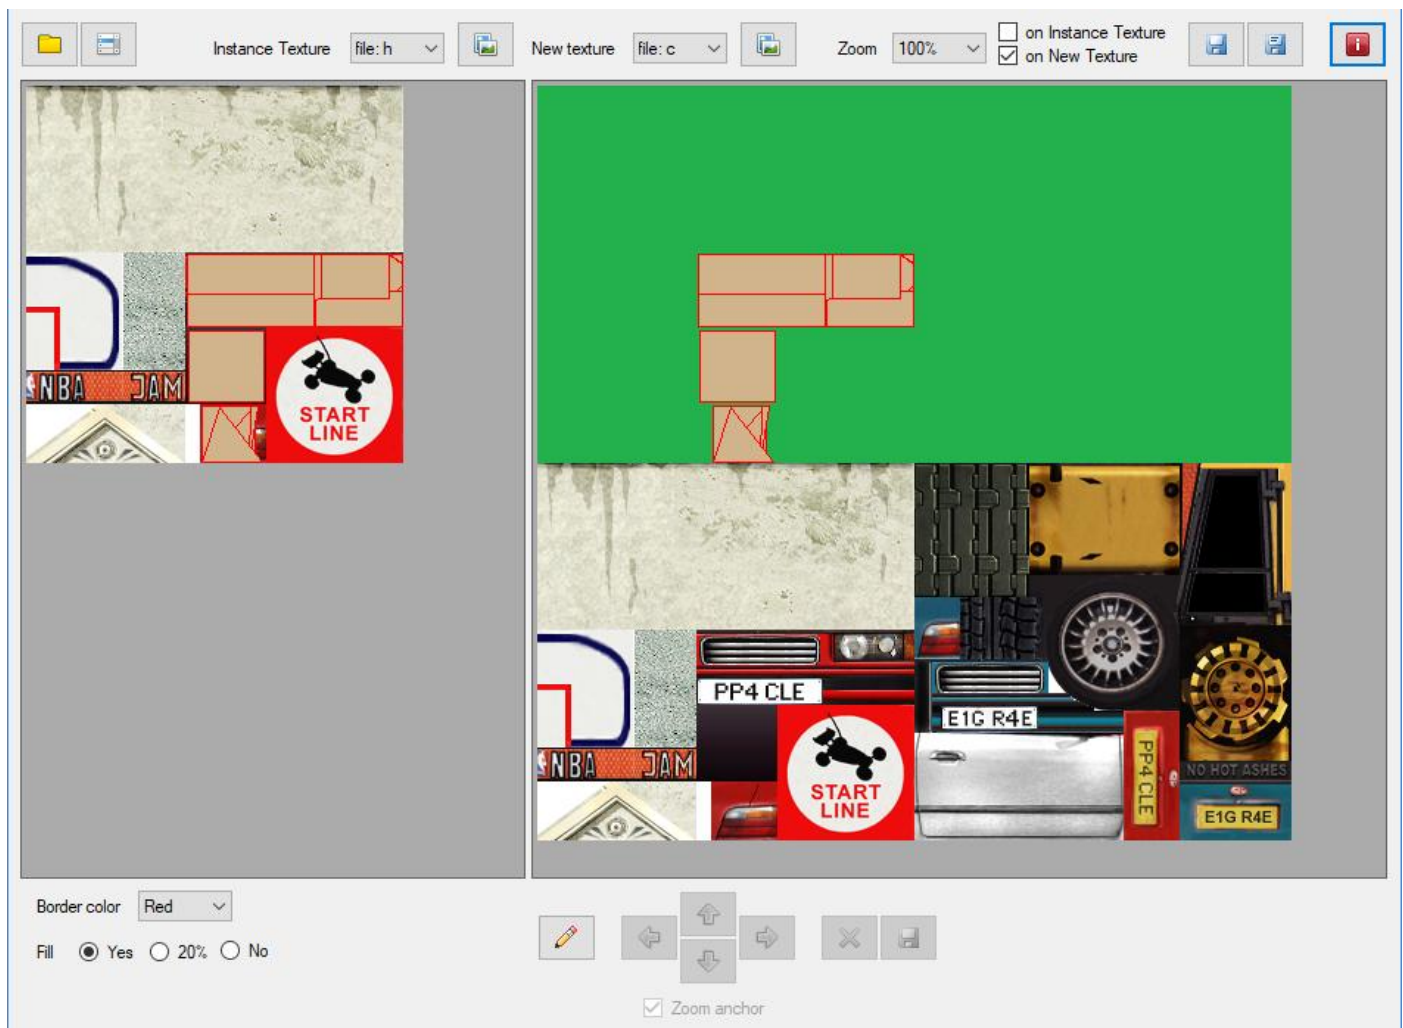 Instance Texture
file: h
New texture
file: c
Zoom
100%
on Instance Texture
on New Texture
NBA JAM
START
LINE
PP4 CLE
E1G R4E
NBA JAM
START
LINE
PP4 CLE
NO HOT ASHES
E1G R4E
Border color
Red
Fill
Yes
20%
No
Zoom anchor